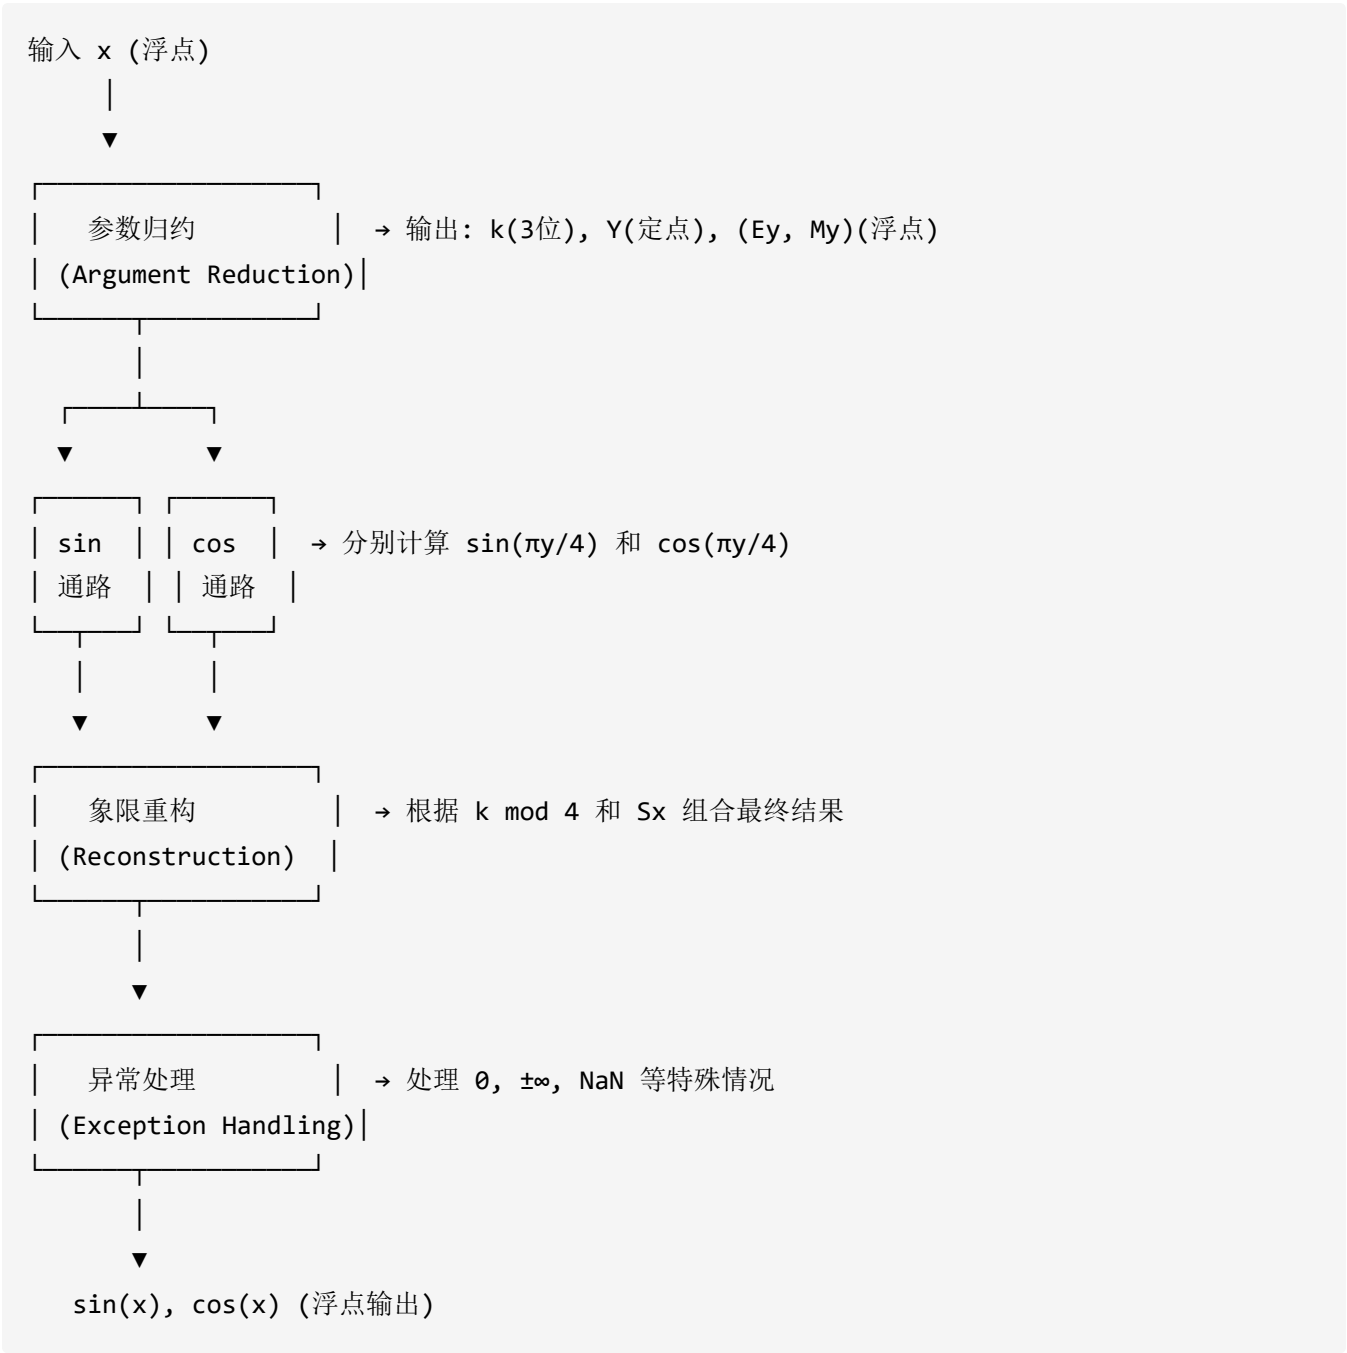 输入 x (浮点)
参数归约 → 输出: k(3位), Y(定点), (Ey, My)(浮点)
(Argument Reduction)
sin cos → 分别计算 sin(πy/4) 和 cos(πy/4)
通路 通路
象限重构 → 根据 k mod 4 和 Sx 组合最终结果
(Reconstruction)
异常处理 → 处理 0, ±∞, NaN 等特殊情况
(Exception Handling)
sin(x), cos(x) (浮点输出)